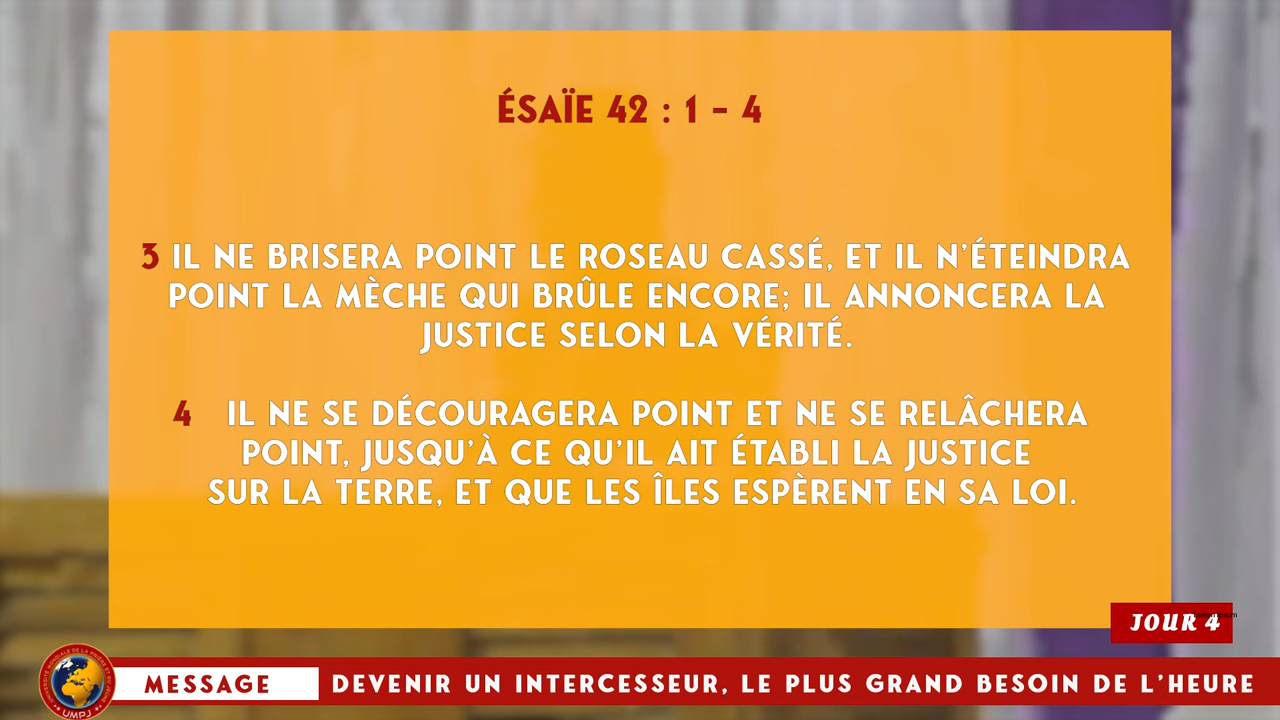 ÉSAÏE 42 : 1 - 4
3 IL NE BRISERA POINT LE ROSEAU CASSÉ, ET IL N'ÉTEINDRA
POINT LA MÈCHE QUI BRÛLE ENCORE; IL ANNONCERA LA
JUSTICE SELON LA VÉRITÉ.
4 IL NE SE DÉCOURAGERA POINT ET NE SE RELÂCHERA
POINT, JUSQU'À CE QU'IL AIT ÉTABLI LA JUSTICE
SUR LA TERRE, ET QUE LES ÎLES ESPÈRENT EN SA LOI.
JOUR 4
MESSAGE
DEVENIR UN INTERCESSEUR, LE PLUS GRAND BESOIN DE L'HEURE
UMPJ